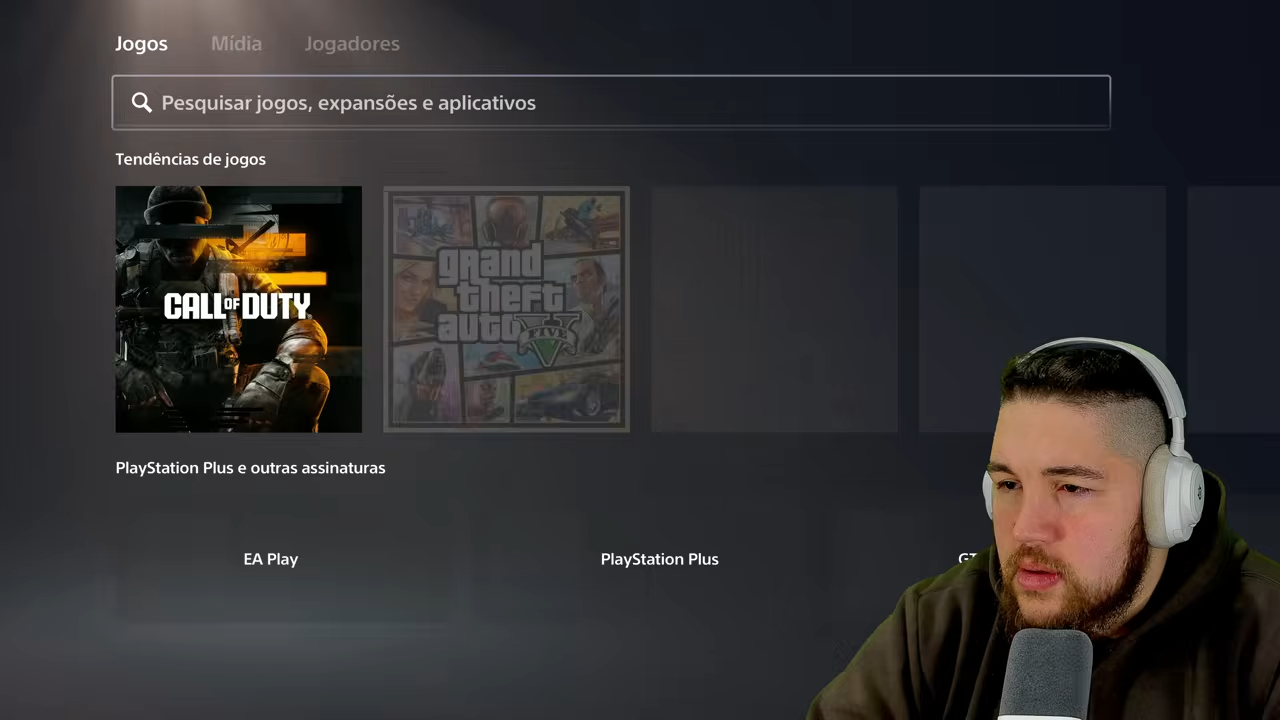 Jogos Mídia Jogadores
Pesquisar jogos, expansões e aplicativos
Tendências de jogos
CALL OF DUTY
grand
theft
auto
FIVE
PlayStation Plus e outras assinaturas
EA Play PlayStation Plus GT